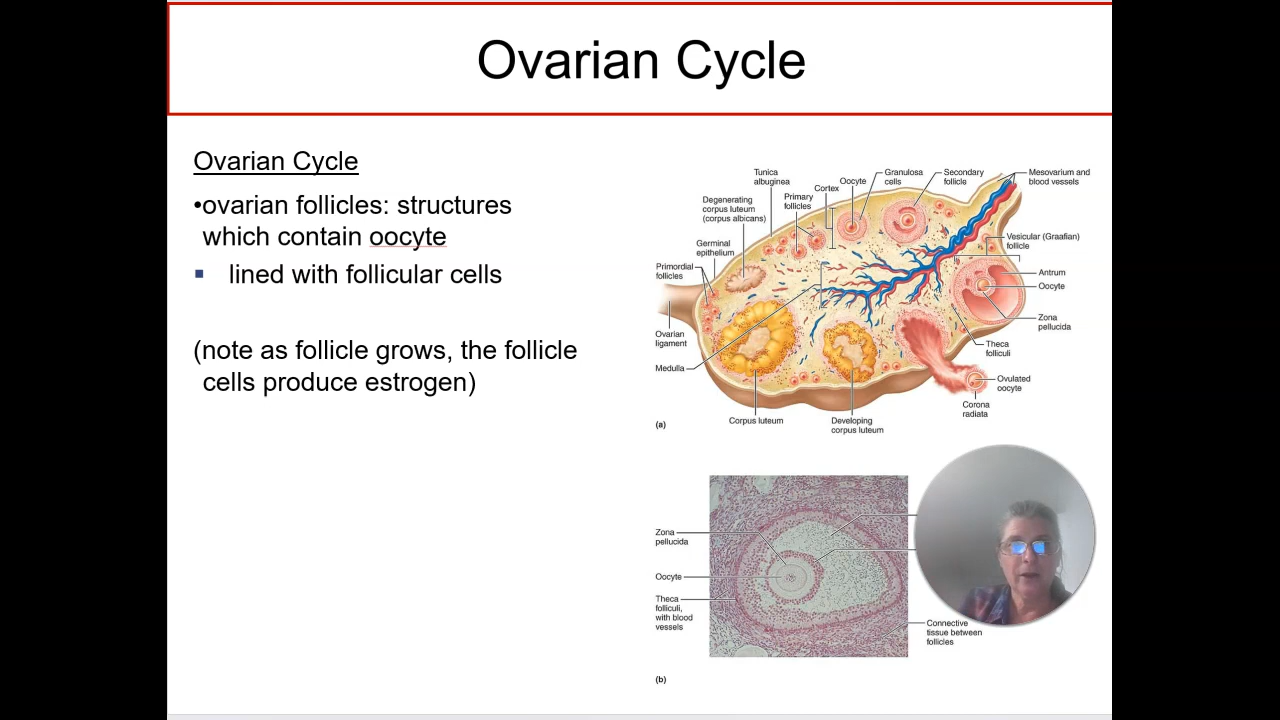 Ovarian Cycle
Ovarian Cycle
•ovarian follicles: structures
which contain oocyte
▪ lined with follicular cells
(note as follicle grows, the follicle
cells produce estrogen)
Tunica
albuginea
Degenerating
corpus luteum
(corpus albicans)
Germinal
epithelium
Primordial
follicles
Primary
follicles
Cortex
Oocyte
Granulosa
cells
Secondary
follicle
Mesovarium and
blood vessels
Vesicular (Graafian)
follicle
Antrum
Oocyte
Zona
pellucida
Theca
folliculi
Ovulated
oocyte
Corona
radiata
Ovarian
ligament
Medulla
Corpus luteum
Developing
corpus luteum
(a)
Zona
pellucida
Oocyte
Theca
folliculi,
with blood
vessels
Connective
tissue between
follicles
(b)